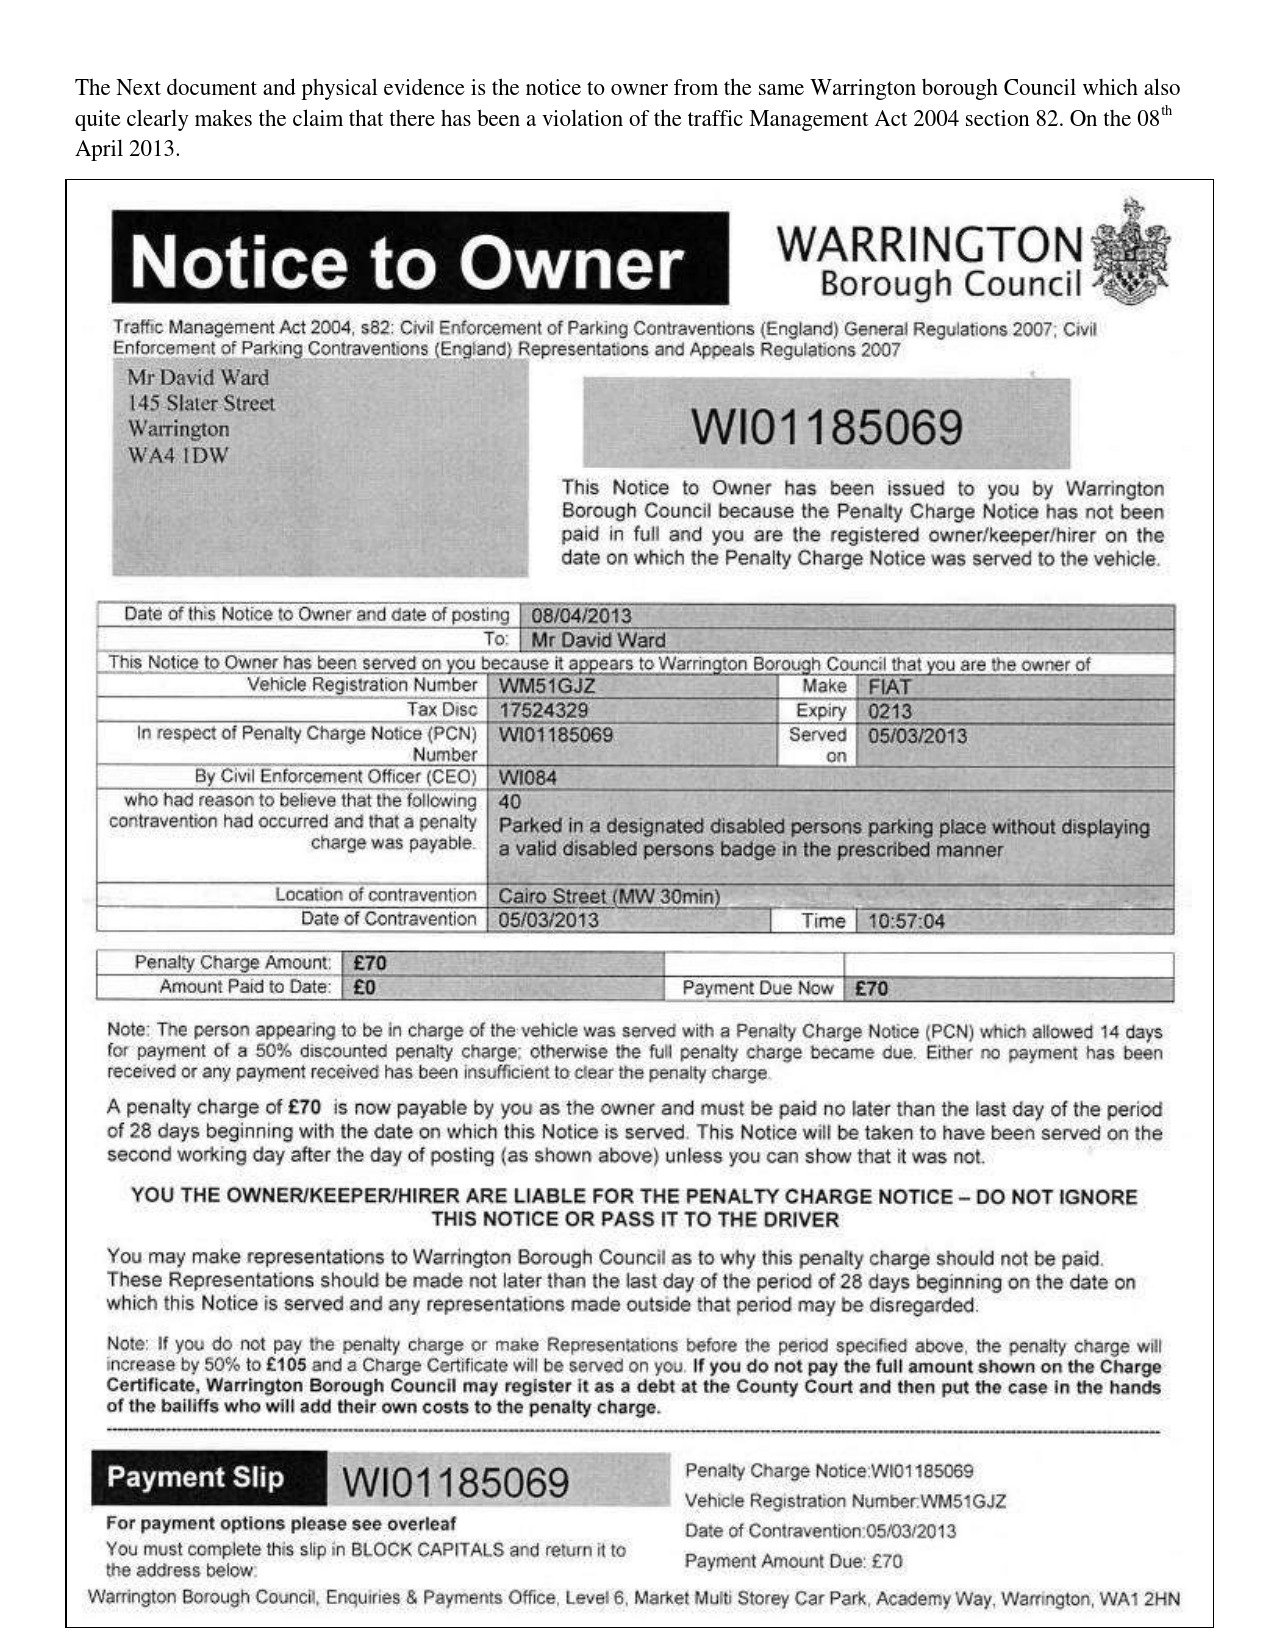 The Next document and physical evidence is the notice to owner from the same Warrington borough Council which also
quite clearly makes the claim that there has been a violation of the traffic Management Act 2004 section 82. On the 08th
April 2013.
Notice to Owner
WARRINGTON
Borough Council
Traffic Management Act 2004, s82: Civil Enforcement of Parking Contraventions (England) General Regulations 2007; Civil
Enforcement of Parking Contraventions (England) Representations and Appeals Regulations 2007
Mr David Ward
145 Slater Street
Warrington
WA4 1DW
WI01185069
This Notice to Owner has been issued to you by Warrington
Borough Council because the Penalty Charge Notice has not been
paid in full and you are the registered owner/keeper/hirer on the
date on which the Penalty Charge Notice was served to the vehicle.
Date of this Notice to Owner and date of posting 08/04/2013
To: Mr David Ward
This Notice to Owner has been served on you because it appears to Warrington Borough Council that you are the owner of
Vehicle Registration Number WM51GJZ Make FIAT
Tax Disc 17524329 Expiry 0213
In respect of Penalty Charge Notice (PCN) WI01185069 Served 05/03/2013
Number on
By Civil Enforcement Officer (CEO) WI084
who had reason to believe that the following 40
contravention had occurred and that a penalty Parked in a designated disabled persons parking place without displaying
charge was payable. a valid disabled persons badge in the prescribed manner
Location of contravention Cairo Street (MW 30min)
Date of Contravention 05/03/2013 Time 10:57:04
Penalty Charge Amount: £70
Amount Paid to Date: £0 Payment Due Now £70
Note: The person appearing to be in charge of the vehicle was served with a Penalty Charge Notice (PCN) which allowed 14 days
for payment of a 50% discounted penalty charge; otherwise the full penalty charge became due. Either no payment has been
received or any payment received has been insufficient to clear the penalty charge.
A penalty charge of £70 is now payable by you as the owner and must be paid no later than the last day of the period
of 28 days beginning with the date on which this Notice is served. This Notice will be taken to have been served on the
second working day after the day of posting (as shown above) unless you can show that it was not.
YOU THE OWNER/KEEPER/HIRER ARE LIABLE FOR THE PENALTY CHARGE NOTICE – DO NOT IGNORE
THIS NOTICE OR PASS IT TO THE DRIVER
You may make representations to Warrington Borough Council as to why this penalty charge should not be paid.
These Representations should be made not later than the last day of the period of 28 days beginning on the date on
which this Notice is served and any representations made outside that period may be disregarded.
Note: If you do not pay the penalty charge or make Representations before the period specified above, the penalty charge will
increase by 50% to £105 and a Charge Certificate will be served on you. If you do not pay the full amount shown on the Charge
Certificate, Warrington Borough Council may register it as a debt at the County Court and then put the case in the hands
of the bailiffs who will add their own costs to the penalty charge.
Payment Slip WI01185069
For payment options please see overleaf
You must complete this slip in BLOCK CAPITALS and return it to
the address below:
Penalty Charge Notice:WI01185069
Vehicle Registration Number:WM51GJZ
Date of Contravention:05/03/2013
Payment Amount Due: £70
Warrington Borough Council, Enquiries & Payments Office, Level 6, Market Multi Storey Car Park, Academy Way, Warrington, WA1 2HN